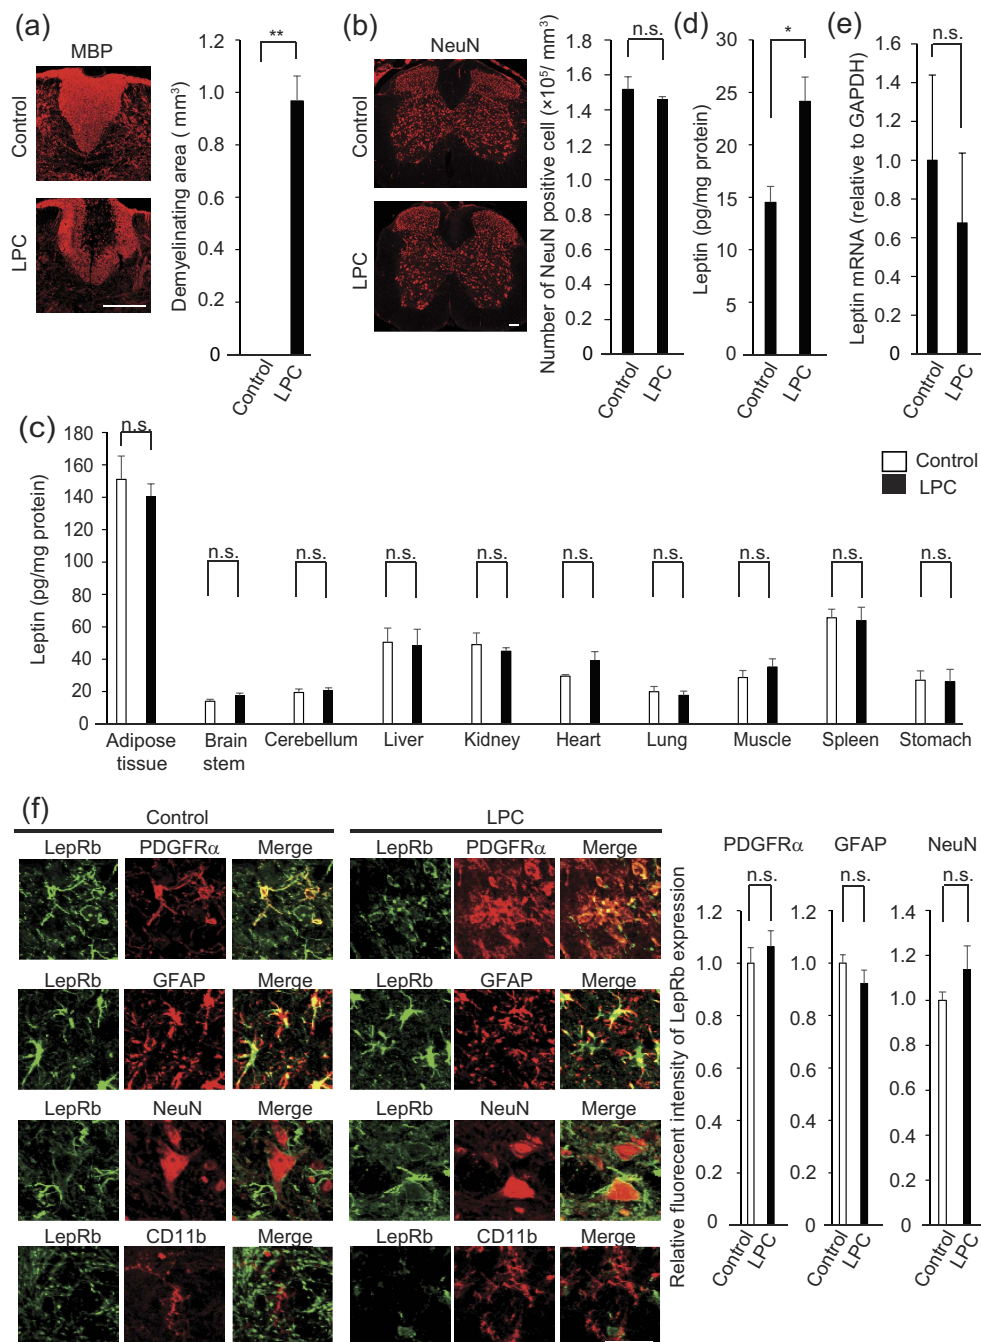 (a)
MBP
Control
LPC
Demyelinating area ( mm³)
1.2
1.0
0.8
0.6
0.4
0.2
0
**
Control
LPC
(b)
NeuN
Control
LPC
Number of NeuN positive cell (×10⁵/ mm³)
1.8
1.6
1.4
1.2
1.0
0.8
0.6
0.4
0.2
0
n.s.
Control
LPC
(d)
Leptin (pg/mg protein)
30
25
20
15
10
5
0
*
Control
LPC
(e)
Leptin mRNA (relative to GAPDH)
1.6
1.4
1.2
1.0
0.8
0.6
0.4
0.2
0
n.s.
Control
LPC
(c)
Leptin (pg/mg protein)
180
160
140
120
100
80
60
40
20
0
n.s.
n.s.
n.s.
n.s.
n.s.
n.s.
n.s.
n.s.
n.s.
n.s.
Control
LPC
Adipose
tissue
Brain
stem
Cerebellum
Liver
Kidney
Heart
Lung
Muscle
Spleen
Stomach
(f)
Control
LPC
LepRb PDGFRα Merge
LepRb PDGFRα Merge
LepRb GFAP Merge
LepRb GFAP Merge
LepRb NeuN Merge
LepRb NeuN Merge
LepRb CD11b Merge
LepRb CD11b Merge
Relative fluorescent intensity of LepRb expression
PDGFRα
n.s.
1.2
1.0
0.8
0.6
0.4
0.2
0
Control
LPC
GFAP
n.s.
1.2
1.0
0.8
0.6
0.4
0.2
0
Control
LPC
NeuN
n.s.
1.4
1.2
1.0
0.8
0.6
0.4
0.2
0
Control
LPC